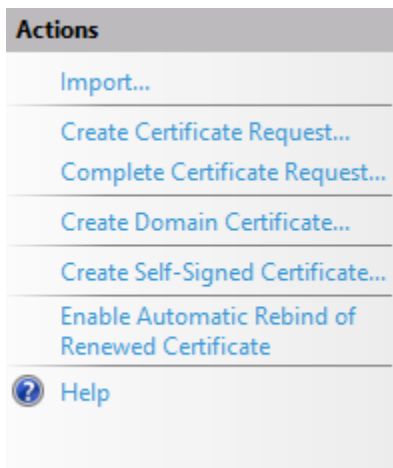 Actions
Import...
Create Certificate Request...
Complete Certificate Request...
Create Domain Certificate...
Create Self-Signed Certificate...
Enable Automatic Rebind of
Renewed Certificate
Help